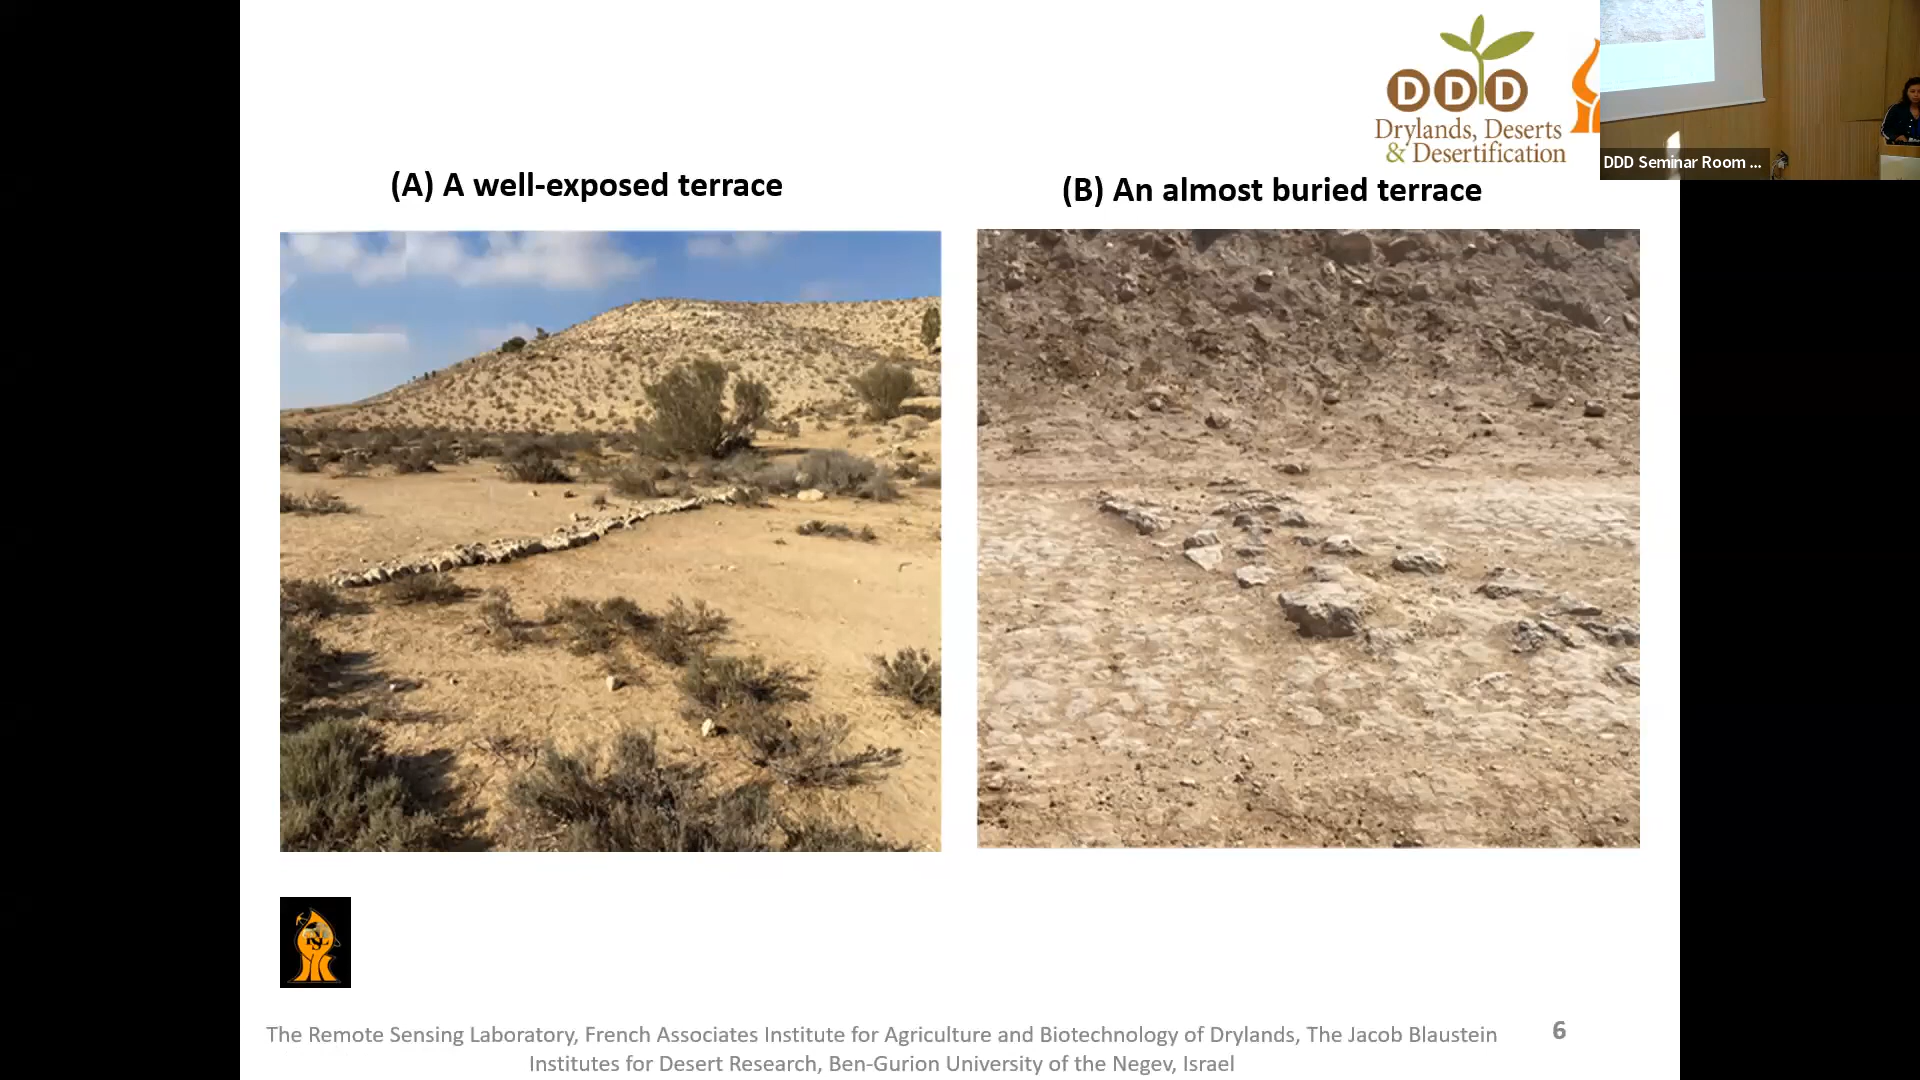 DDD
Drylands, Deserts
& Desertification
DDD Seminar Room ...
(A) A well-exposed terrace
(B) An almost buried terrace
The Remote Sensing Laboratory, French Associates Institute for Agriculture and Biotechnology of Drylands, The Jacob Blaustein
Institutes for Desert Research, Ben-Gurion University of the Negev, Israel
6